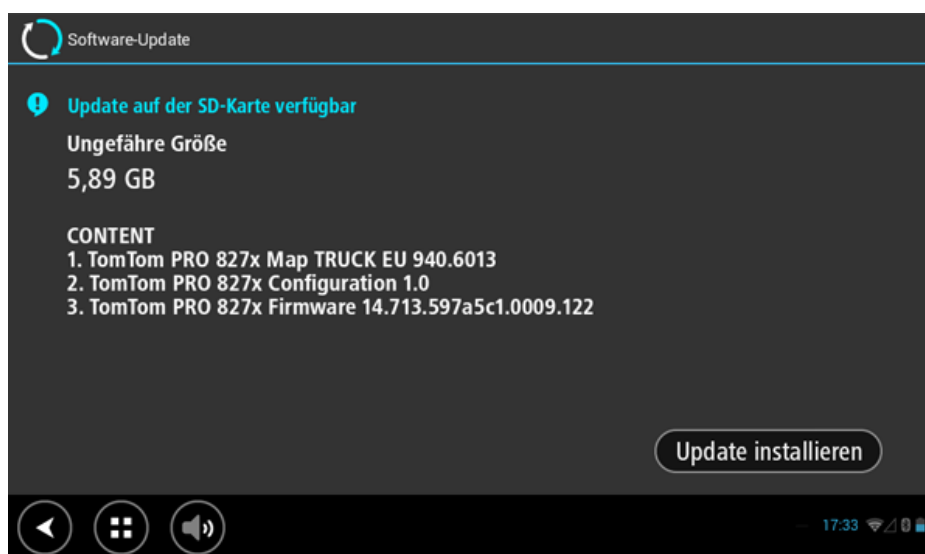 Software-Update
Update auf der SD-Karte verfügbar
Ungefähre Größe
5,89 GB
CONTENT
1. TomTom PRO 827x Map TRUCK EU 940.6013
2. TomTom PRO 827x Configuration 1.0
3. TomTom PRO 827x Firmware 14.713.597a5c1.0009.122
Update installieren
17:33